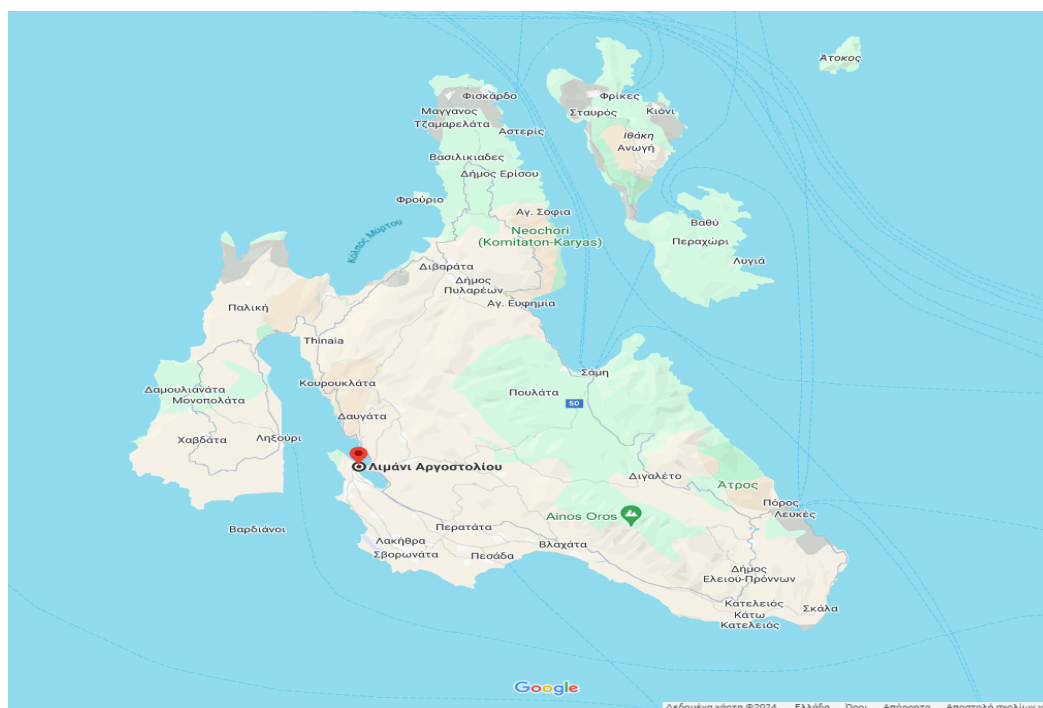 Άτοκος
Φισκάρδο
Φρίκες
Μαγγανος
Σταυρός
Κιόνι
Τζαμαρελάτα
Αστερίς
Ιθάκη
Ανωγή
Βασιλικιαδες
Δήμος Ερίσου
Φρούριο
Αγ. Σοφια
Βαθύ
Κόλπος Μύρτου
Neochori
(Komitaton-Karyas)
Περαχώρι
Λυγιά
Διβαράτα
Δήμος
Πυλαρέων
Αγ. Ευφημία
Παλική
Thinaia
Σάμη
Κουρουκλάτα
Δαμουλιανάτα
Μονοπολάτα
Πουλάτα
50
Δαυγάτα
Χαβδάτα
Ληξούρι
Λιμάνι Αργοστολίου
Διγαλέτο
Άτρος
Πόρος
Λευκές
Ainos Oros
Βαρδιάνοι
Περατάτα
Λακήθρα
Σβορωνάτα
Πεσάδα
Βλαχάτα
Δήμος
Ελειού-Πρόννων
Κατελειός
Κάτω
Κατελειός
Σκάλα
Google
Δεδομένα χάρτη ©2024 Ελλάδα Όροι Απόρρητο